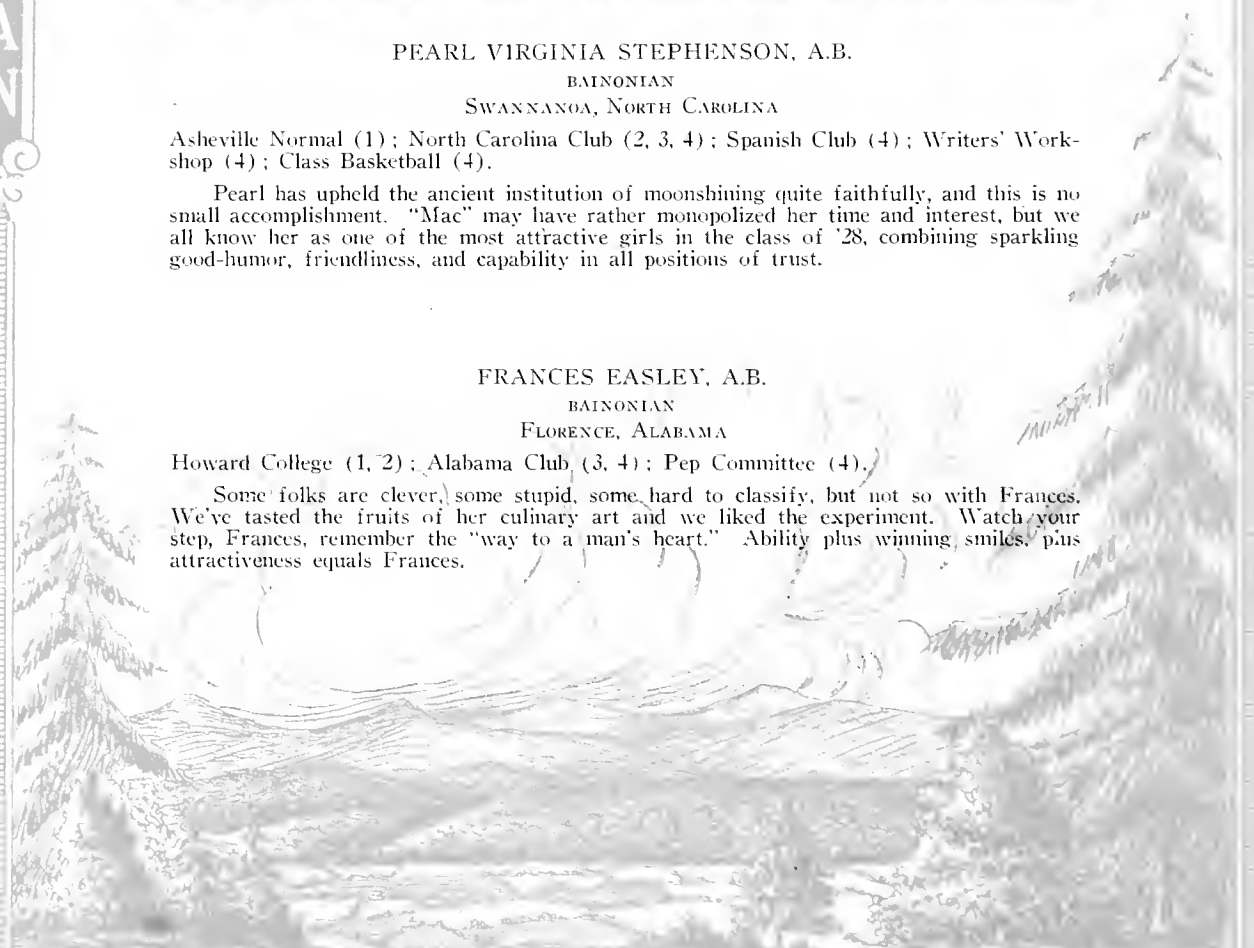 A
N
PEARL VIRGINIA STEPHENSON, A.B.
BAINONIAN
SWANNANOA, NORTH CAROLINA
Asheville Normal (1); North Carolina Club (2, 3, 4); Spanish Club (4); Writers' Work-
shop (4); Class Basketball (4).
Pearl has upheld the ancient institution of moonshining quite faithfully, and this is no
small accomplishment. "Mac" may have rather monopolized her time and interest, but we
all know her as one of the most attractive girls in the class of '28, combining sparkling
good-humor, friendliness, and capability in all positions of trust.
FRANCES EASLEY, A.B.
BAINONIAN
FLORENCE, ALABAMA
Howard College (1, 2); Alabama Club (3, 4); Pep Committee (4).
Some folks are clever, some stupid, some hard to classify, but not so with Frances.
We've tasted the fruits of her culinary art and we liked the experiment. Watch your
step, Frances, remember the "way to a man's heart." Ability plus winning smiles, plus
attractiveness equals Frances.